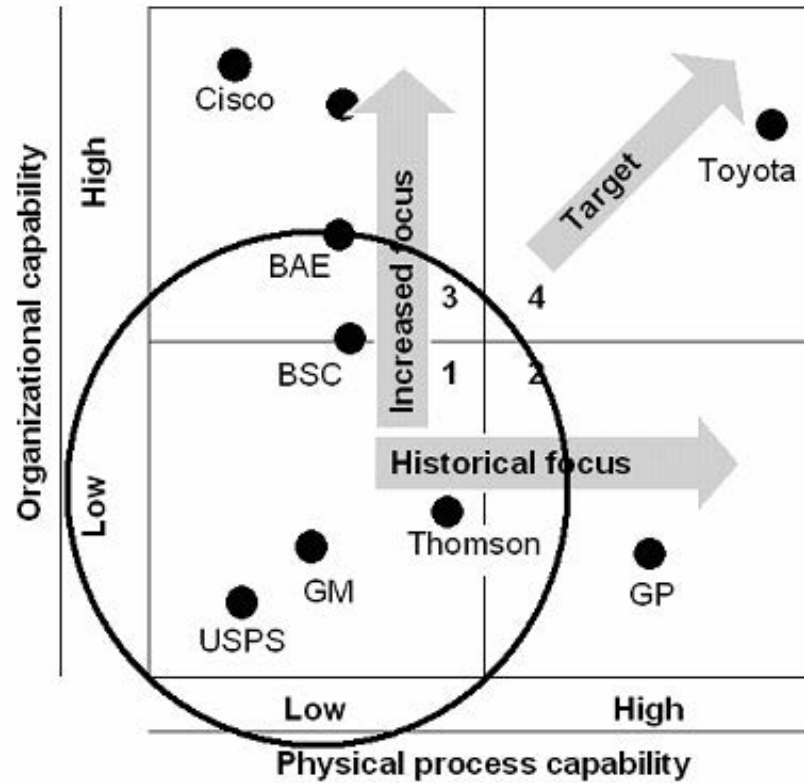 Organizational capability
High
Low
Cisco
Toyota
Target
Increased focus
BAE
3
4
BSC
1
2
Historical focus
Thomson
GM
GP
USPS
Low
High
Physical process capability